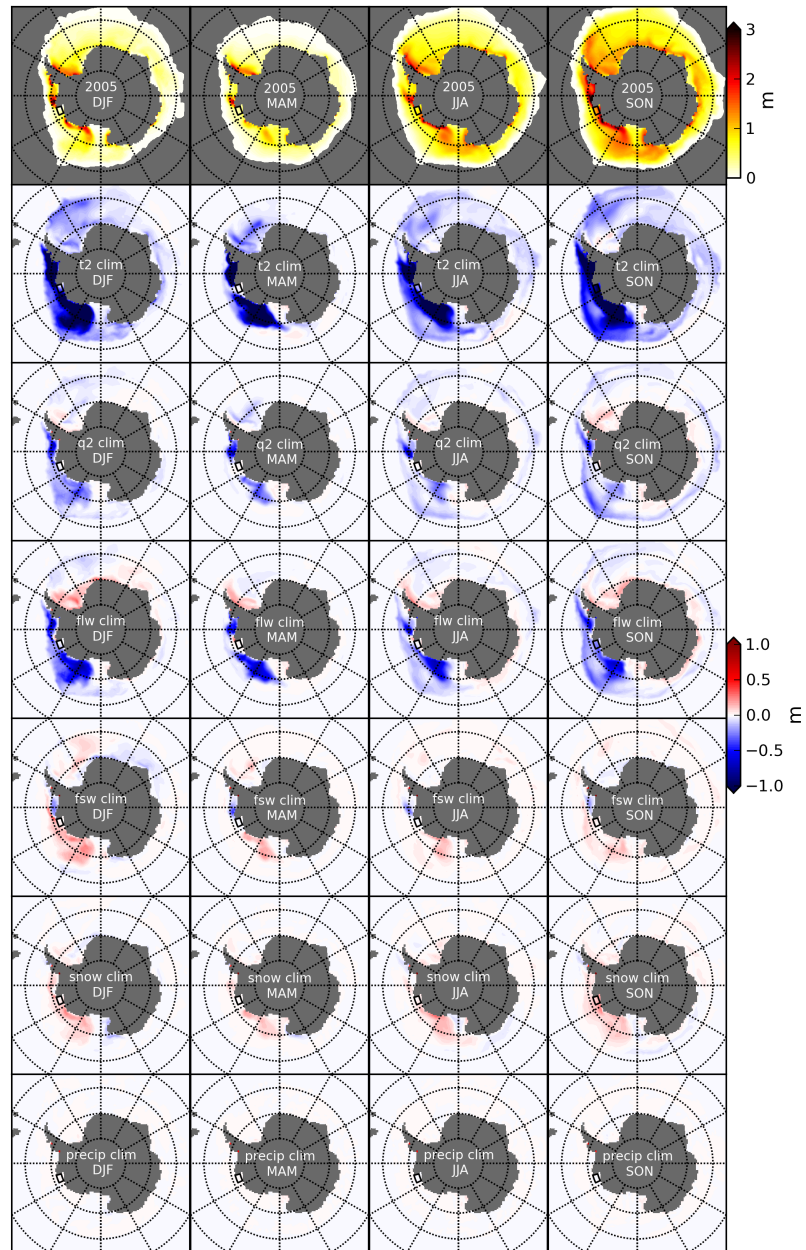 2005
DJF
2005
MAM
2005
JJA
2005
SON
3
2
1
0
m
t2 clim
DJF
t2 clim
MAM
t2 clim
JJA
t2 clim
SON
q2 clim
DJF
q2 clim
MAM
q2 clim
JJA
q2 clim
SON
flw clim
DJF
flw clim
MAM
flw clim
JJA
flw clim
SON
1.0
0.5
0.0
−0.5
−1.0
m
fsw clim
DJF
fsw clim
MAM
fsw clim
JJA
fsw clim
SON
snow clim
DJF
snow clim
MAM
snow clim
JJA
snow clim
SON
precip clim
DJF
precip clim
MAM
precip clim
JJA
precip clim
SON